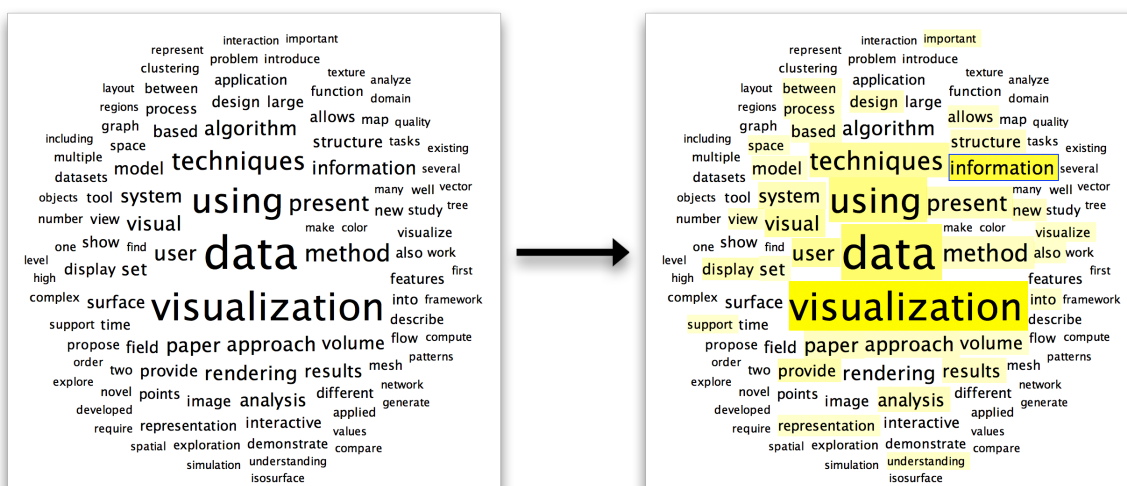 interaction important
represent
problem introduce
clustering
texture
analyze
application
layout between
function
domain
design large
regions process
allows map quality
graph
based algorithm
including
structure tasks
existing
space
multiple
techniques
model
information several
datasets
many well vector
objects tool system
using present
new study tree
number view
visual
make color
visualize
one show find
user data method
also work
level
display set
first
high
features
complex
surface visualization
into framework
support time
describe
flow compute
propose field paper approach volume
patterns
order
two provide rendering results mesh
explore
network
novel points
different
image analysis
generate
developed
applied
require representation interactive
values
spatial exploration demonstrate compare
simulation understanding
isosurface
interaction important
represent
problem introduce
clustering
texture
analyze
application
layout between
function
domain
design large
regions process
allows map quality
graph
based algorithm
including
structure tasks
existing
space
multiple
techniques
model
information several
datasets
many well vector
objects tool system
using present
new study tree
number view
visual
make color
visualize
one show find
user data method
also work
level
display set
first
high
features
complex
surface visualization
into framework
support time
describe
flow compute
propose field paper approach volume
patterns
order
two provide rendering results mesh
explore
network
novel points
different
image analysis
generate
developed
applied
require representation interactive
values
spatial exploration demonstrate compare
simulation understanding
isosurface